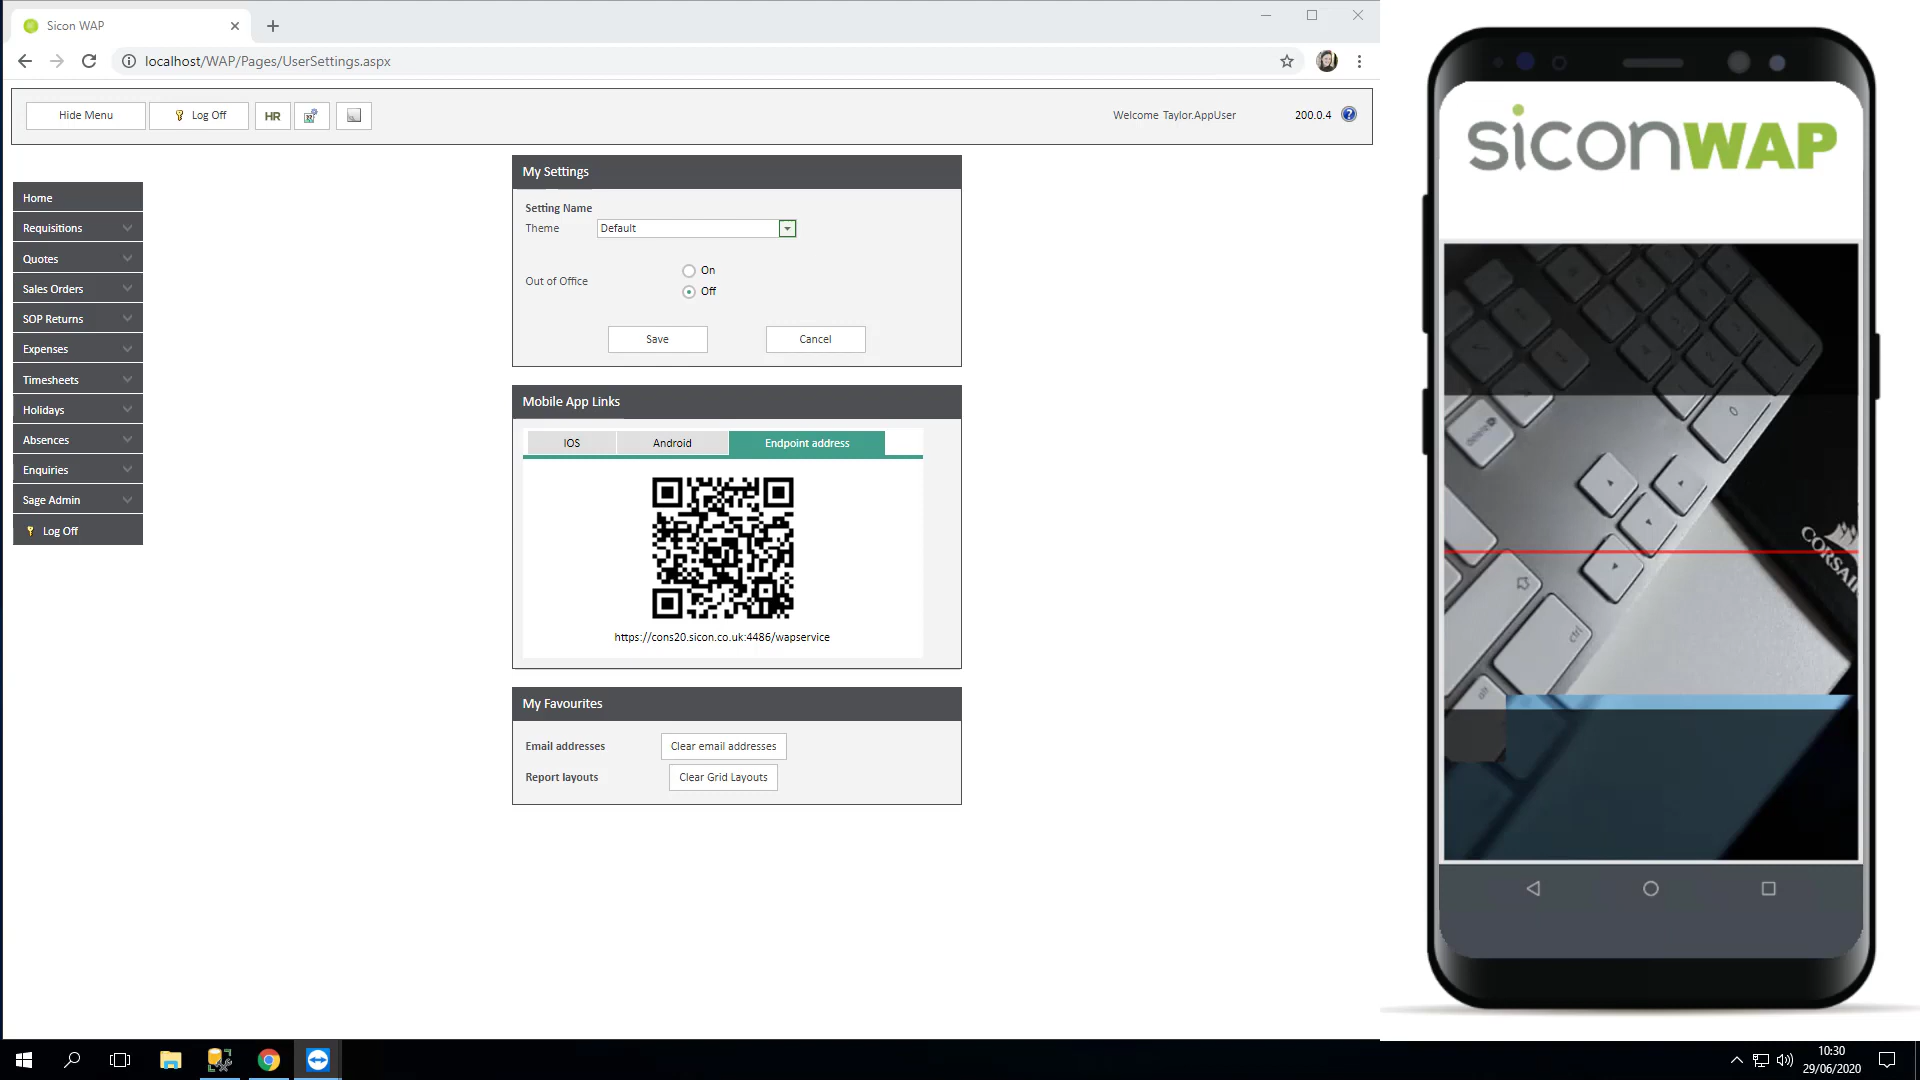 Sicon WAP
localhost/WAP/Pages/UserSettings.aspx
Hide Menu
Log Off
HR
Welcome Taylor.AppUser
200.0.4
Home
Requisitions
Quotes
Sales Orders
SOP Returns
Expenses
Timesheets
Holidays
Absences
Enquiries
Sage Admin
Log Off
My Settings
Setting Name
Theme
Default
Out of Office
On
Off
Save
Cancel
Mobile App Links
IOS
Android
Endpoint address
https://cons20.sicon.co.uk:4486/wapservice
My Favourites
Email addresses
Clear email addresses
Report layouts
Clear Grid Layouts
siconWAP
delete
CORSAIR
ctrl
10:30
29/06/2020